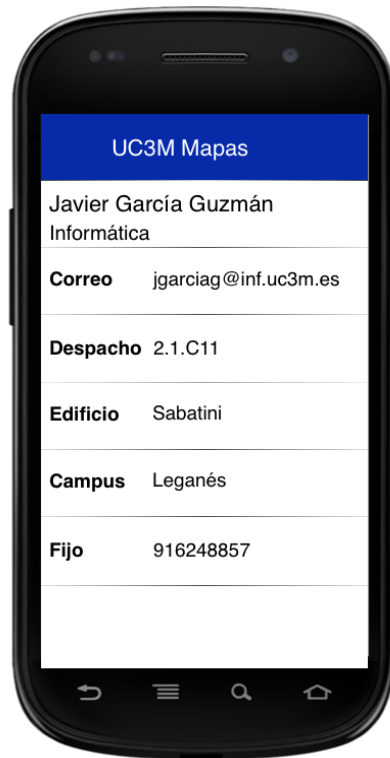 UC3M Mapas
Javier García Guzmán
Informática
Correo jgarciag@inf.uc3m.es
Despacho 2.1.C11
Edificio Sabatini
Campus Leganés
Fijo 916248857